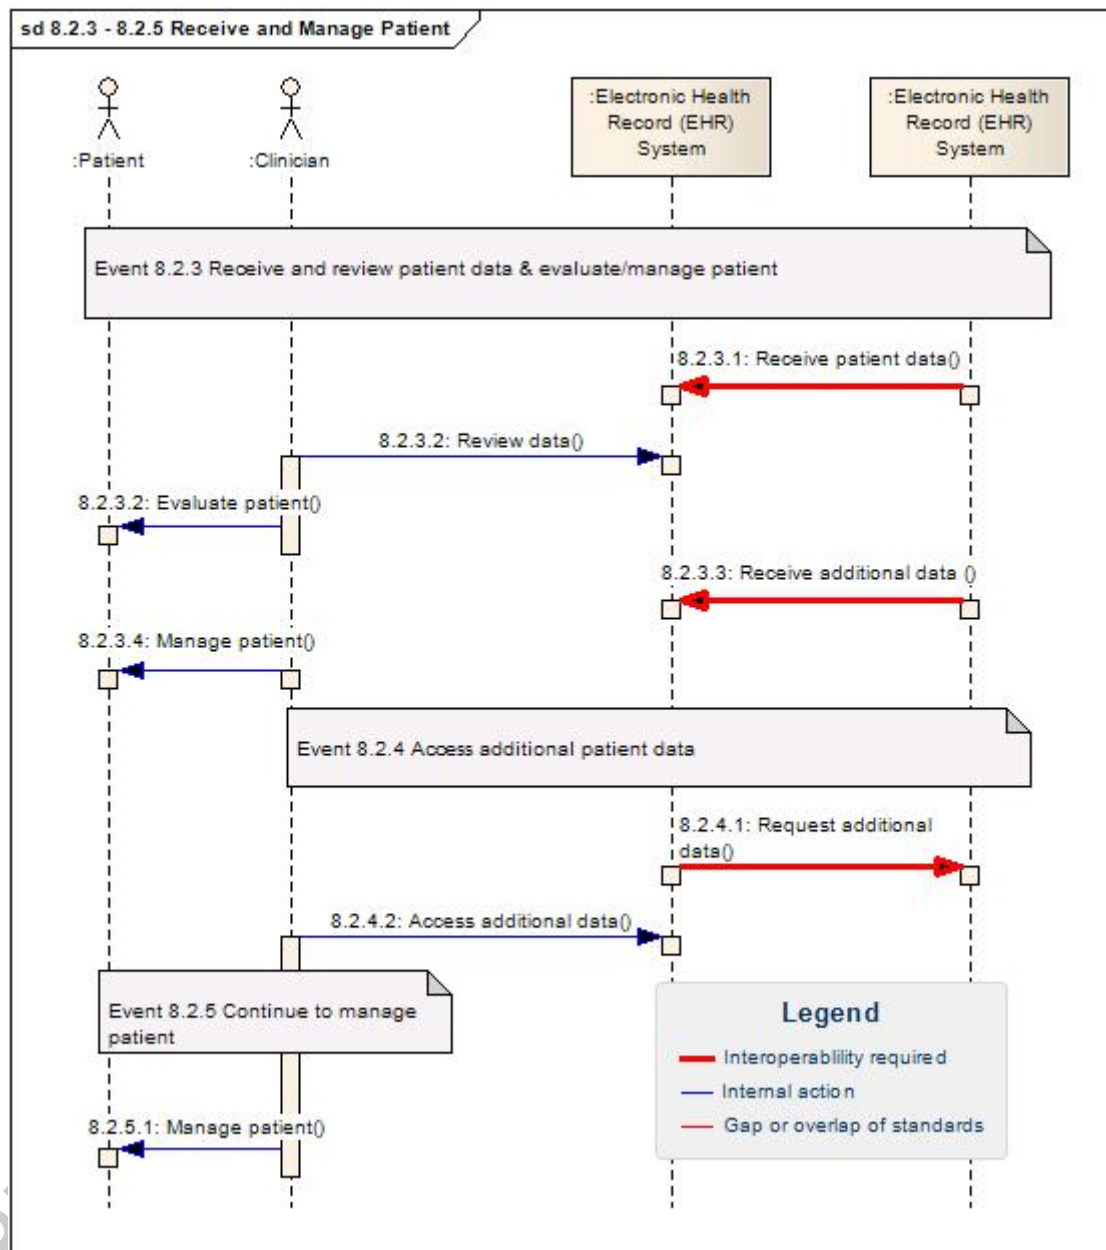 sd 8.2.3 - 8.2.5 Receive and Manage Patient
:Patient
:Clinician
:Electronic Health
Record (EHR)
System
:Electronic Health
Record (EHR)
System
Event 8.2.3 Receive and review patient data & evaluate/manage patient
8.2.3.1: Receive patient data()
8.2.3.2: Review data()
8.2.3.2: Evaluate patient()
8.2.3.3: Receive additional data ()
8.2.3.4: Manage patient()
Event 8.2.4 Access additional patient data
8.2.4.1: Request additional
data()
8.2.4.2: Access additional data()
Event 8.2.5 Continue to manage
patient
8.2.5.1: Manage patient()
Legend
Interoperablility required
Internal action
Gap or overlap of standards